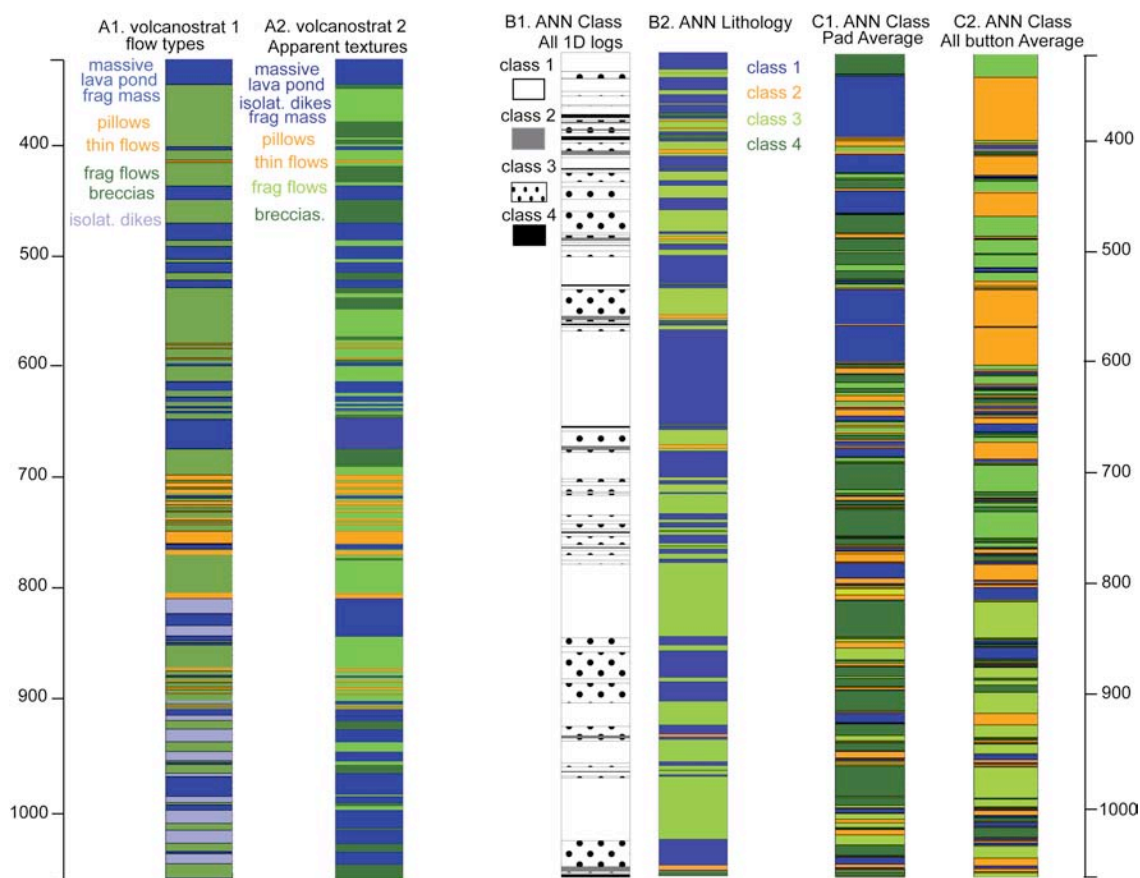 A1. volcanostrat 1
flow types
A2. volcanostrat 2
Apparent textures
B1. ANN Class
All 1D logs
B2. ANN Lithology
C1. ANN Class
Pad Average
C2. ANN Class
All button Average
massive
lava pond
frag mass
pillows
thin flows
frag flows
breccias
isolat. dikes
massive
lava pond
isolat. dikes
frag mass
pillows
thin flows
frag flows
breccias.
class 1
class 2
class 3
class 4
class 1
class 2
class 3
class 4
400
500
600
700
800
900
1000
400
500
600
700
800
900
1000